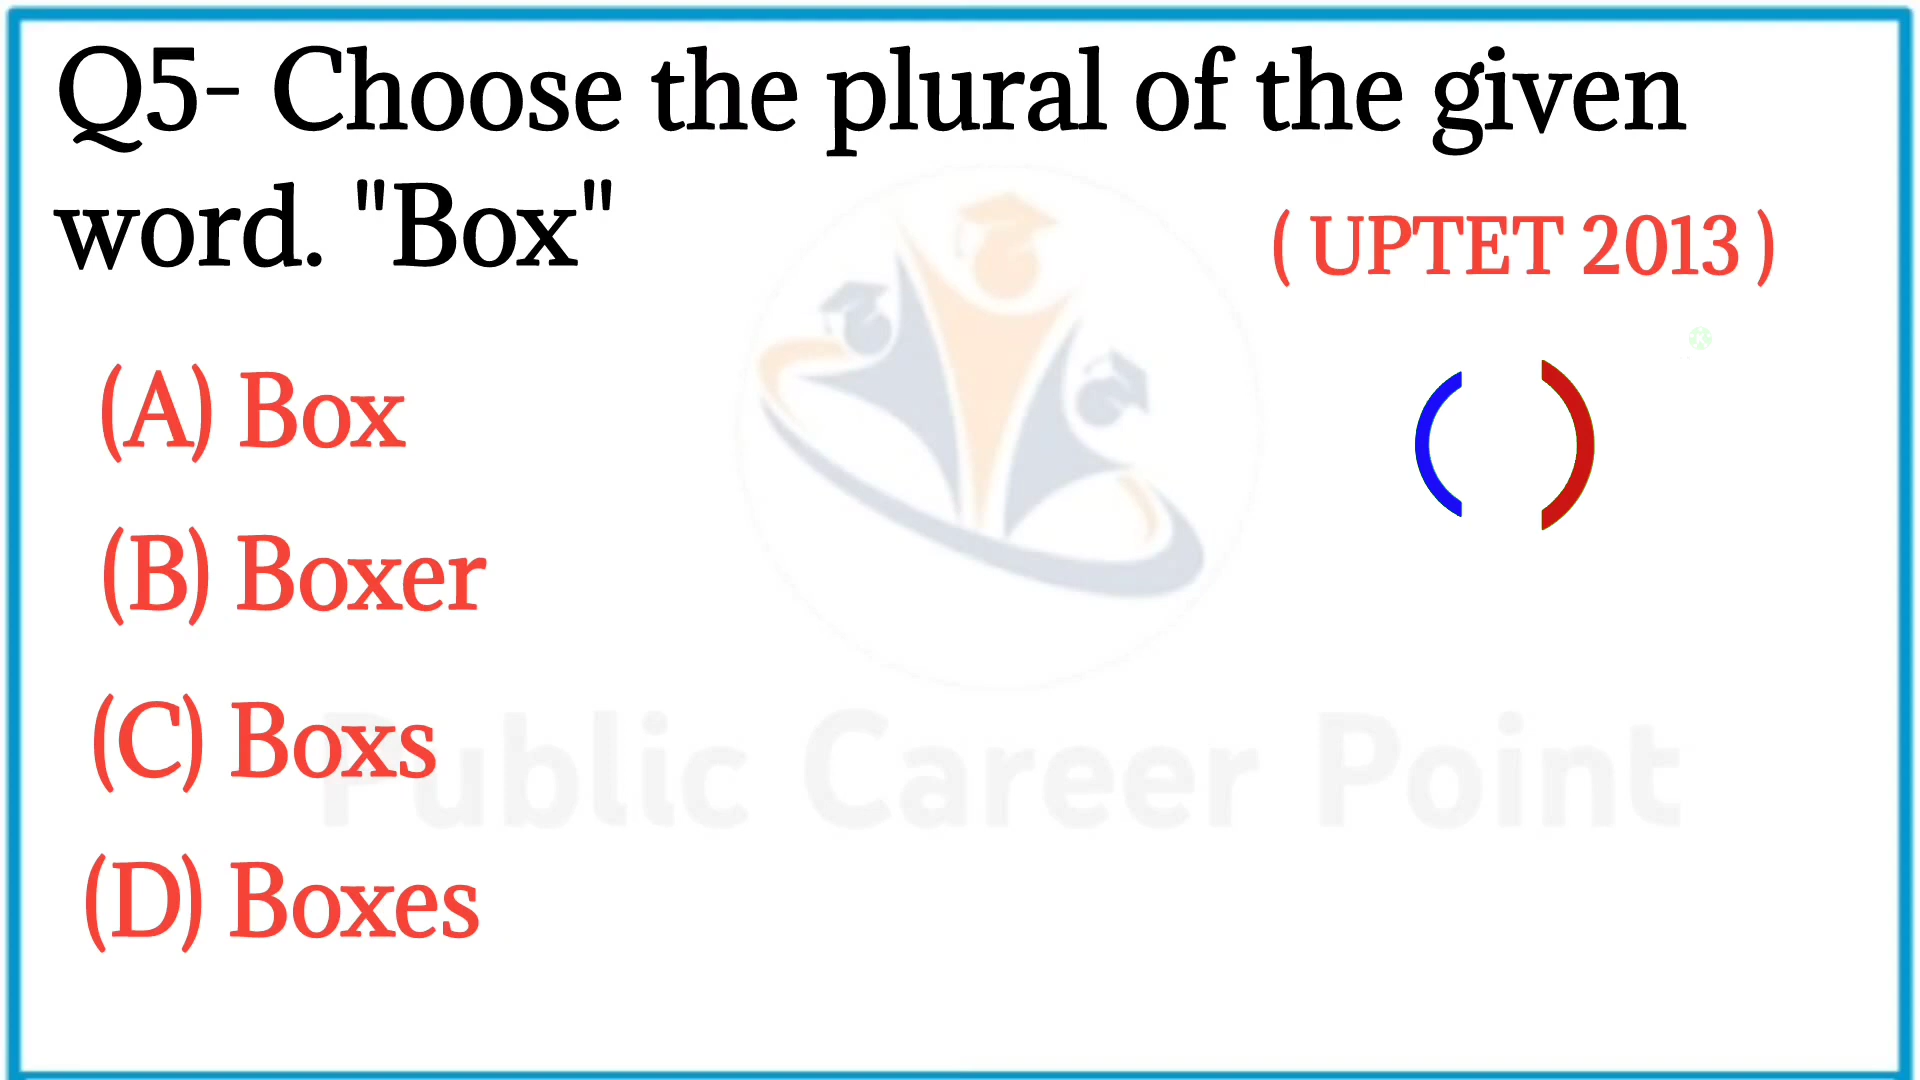 Q5- Choose the plural of the given
word. "Box"
( UPTET 2013 )
(A) Box
(B) Boxer
(C) Boxs
(D) Boxes
Public Career Point